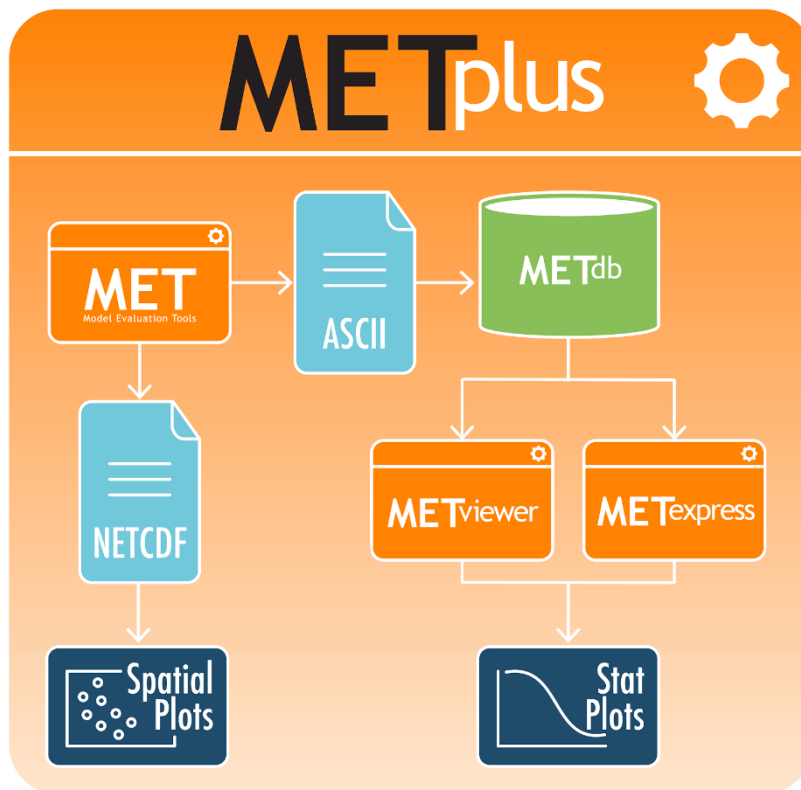 METplus
MET
Model Evaluation Tools
ASCII
METdb
NETCDF
METviewer
METexpress
Spatial
Plots
Stat
Plots